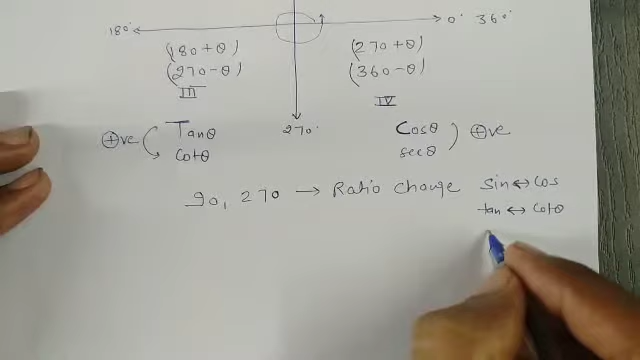 180° 0° 360°
(180+θ) (270+θ)
(270-θ) (360-θ)
III IV
270°
⊕ve Tanθ Cosθ ⊕ve
Cotθ secθ
90, 270 → Ratio Change sin↔cos
tan ↔ cotθ